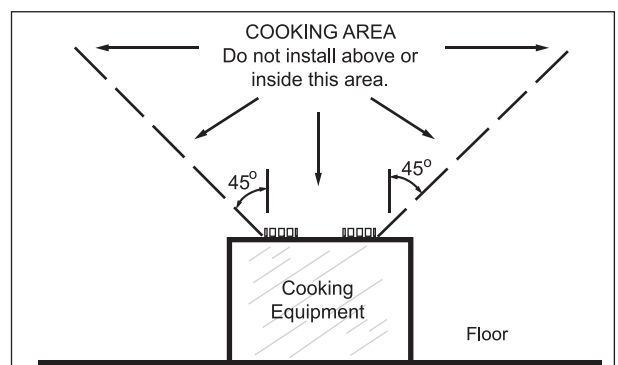 COOKING AREA
Do not install above or
inside this area.
45°
45°
Cooking
Equipment
Floor